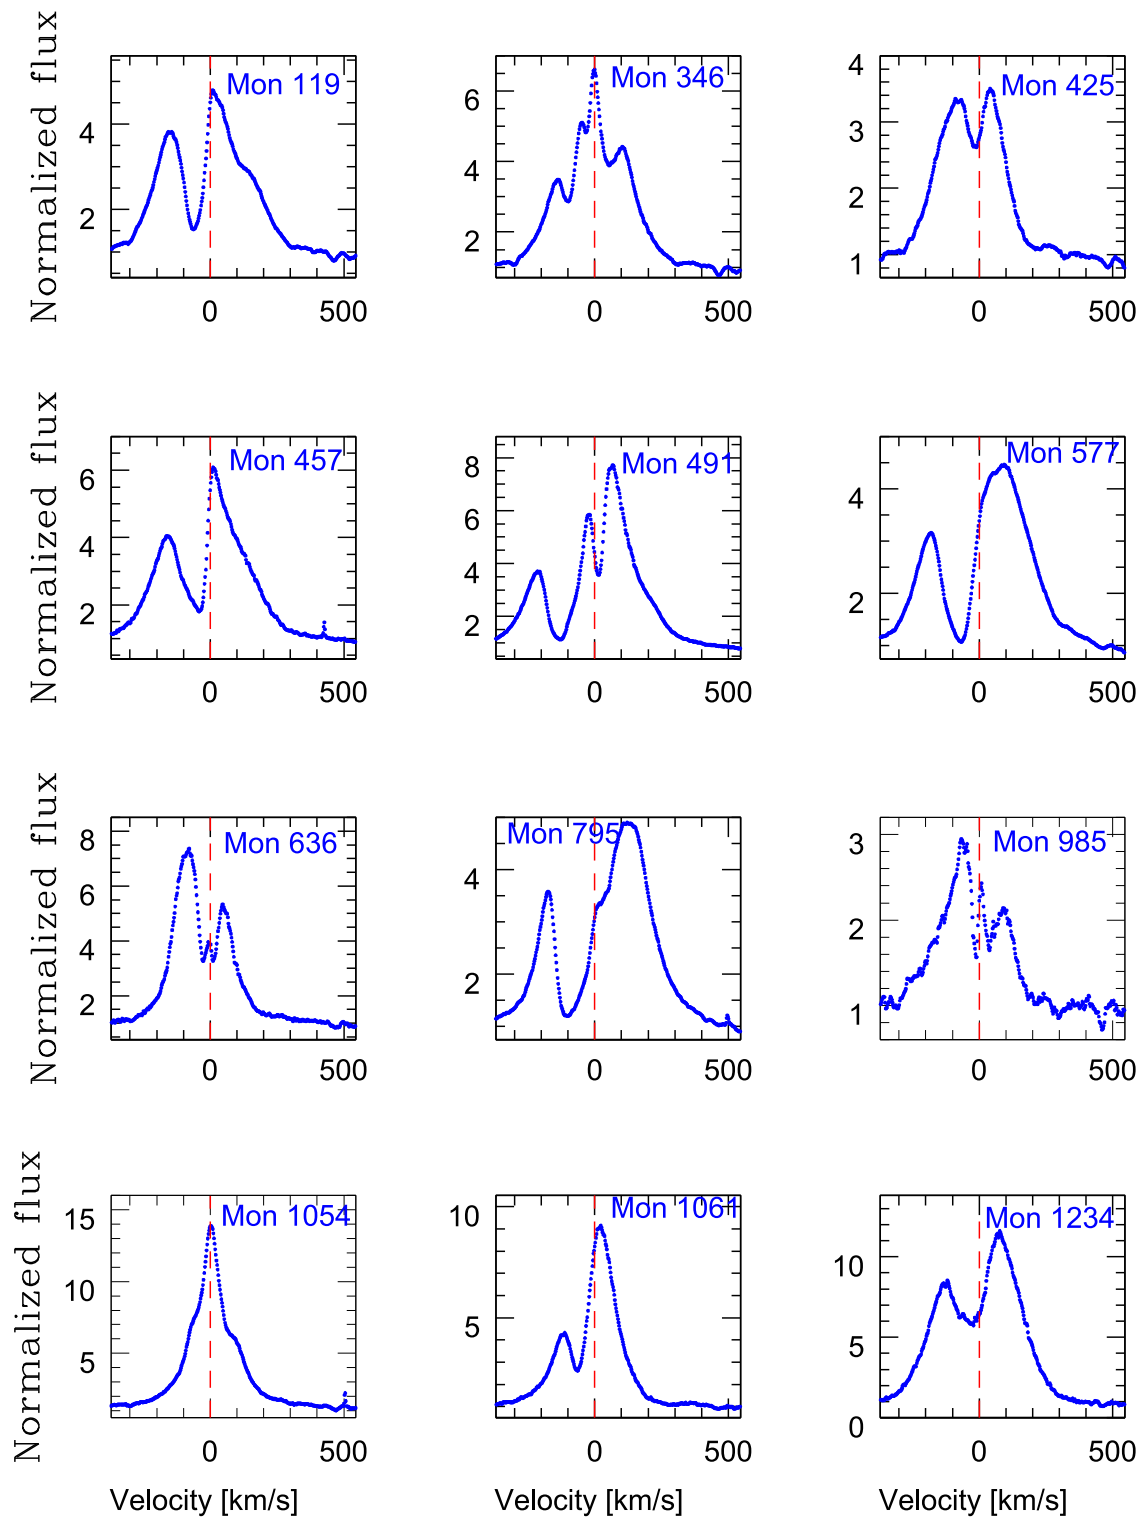 Normalized flux
Mon 119
4
2
0 500
Mon 346
6
4
2
0 500
Mon 425
4
3
2
1
0 500
Normalized flux
Mon 457
6
4
2
0 500
Mon 491
8
6
4
2
0 500
Mon 577
4
2
0 500
Normalized flux
Mon 636
8
6
4
2
0 500
Mon 795
4
2
0 500
Mon 985
3
2
1
0 500
Normalized flux
Mon 1054
15
10
5
0 500
Velocity [km/s]
Mon 1061
10
5
0 500
Velocity [km/s]
Mon 1234
10
5
0
0 500
Velocity [km/s]